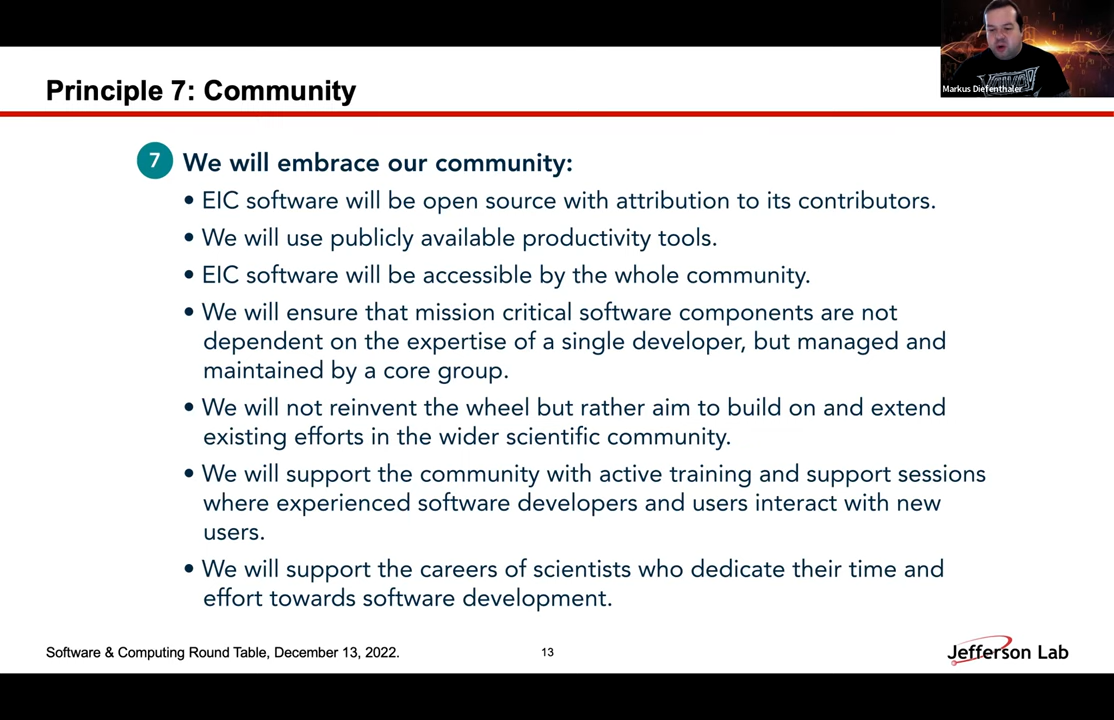 Markus Diefenthaler
Principle 7: Community
7 We will embrace our community:
• EIC software will be open source with attribution to its contributors.
• We will use publicly available productivity tools.
• EIC software will be accessible by the whole community.
• We will ensure that mission critical software components are not
dependent on the expertise of a single developer, but managed and
maintained by a core group.
• We will not reinvent the wheel but rather aim to build on and extend
existing efforts in the wider scientific community.
• We will support the community with active training and support sessions
where experienced software developers and users interact with new
users.
• We will support the careers of scientists who dedicate their time and
effort towards software development.
Software & Computing Round Table, December 13, 2022.
13
Jefferson Lab